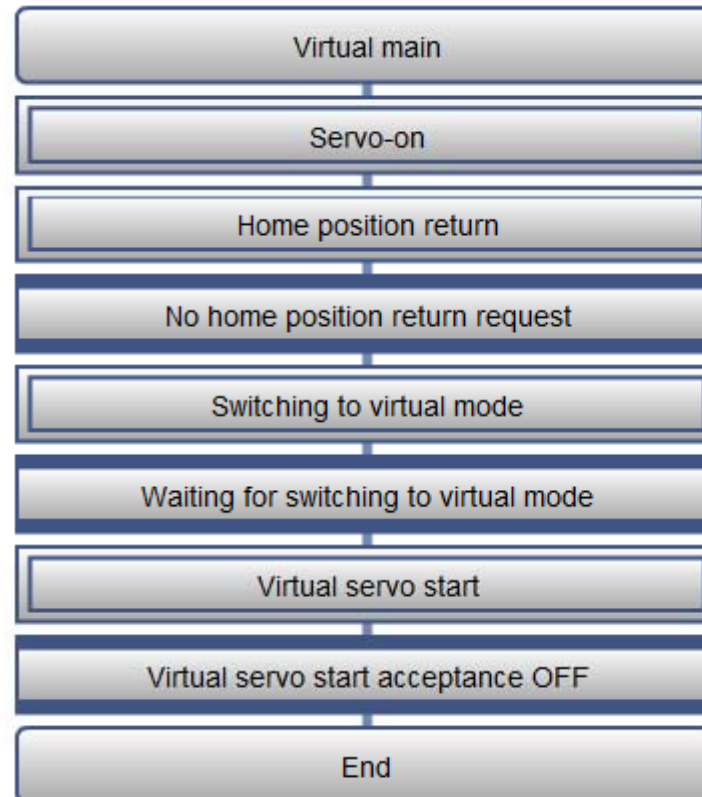 Virtual main
Servo-on
Home position return
No home position return request
Switching to virtual mode
Waiting for switching to virtual mode
Virtual servo start
Virtual servo start acceptance OFF
End